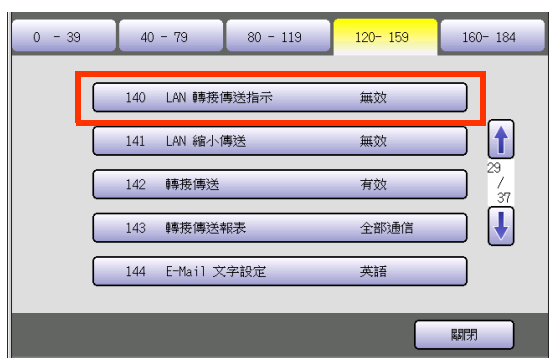 0 - 39 40 - 79 80 - 119 120- 159 160- 184
140 LAN 轉接傳送指示 無效
141 LAN 縮小傳送 無效
142 轉接傳送 有效
143 轉接傳送報表 全部通信
144 E-Mail 文字設定 英語
29
/
37
關閉